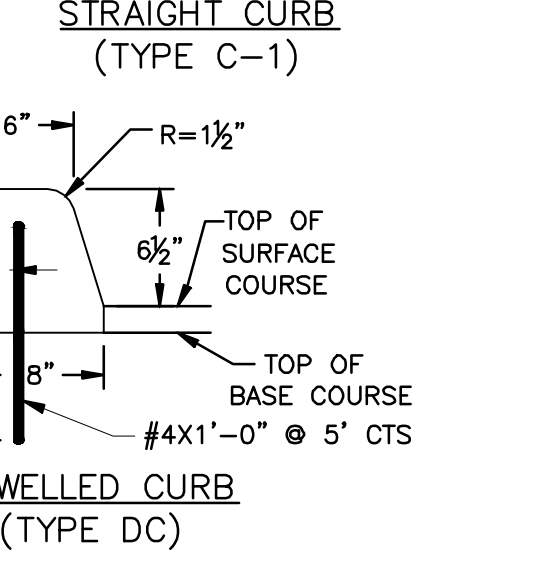 STRAIGHT CURB
(TYPE C-1)
6"
R=1½"
6½"
TOP OF
SURFACE
COURSE
8"
TOP OF
BASE COURSE
#4X1'-0" @ 5' CTS
WELLED CURB
(TYPE DC)